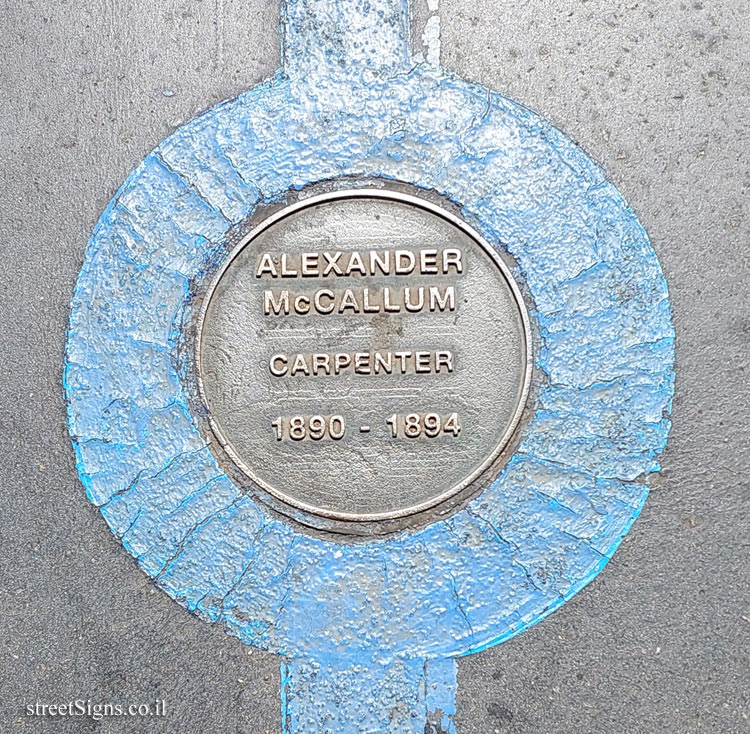 ALEXANDER
McCALLUM
CARPENTER
1890 - 1894
streetSigns.co.il